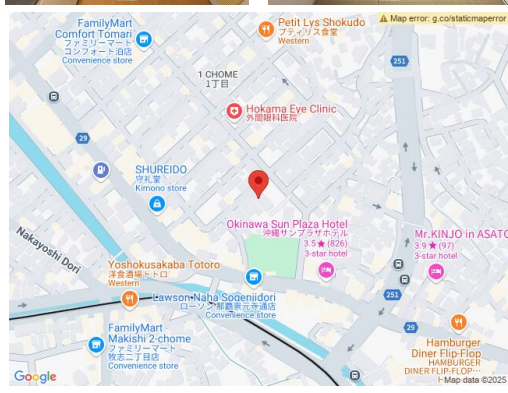 FamilyMart
Comfort Tomari
ファミリーマート
コンフォート泊店
Convenience store
Petit Lys Shokudo
プティリス食堂
Western
Map error: g.co/staticmaperror
251
1 CHOME
1丁目
Hokama Eye Clinic
外間眼科医院
29
SHUREIDO
守礼堂
Kimono store
Okinawa Sun Plaza Hotel
沖縄サンプラザホテル
3.5★(826)
3-star hotel
Mr.KINJO in ASATO
3.9★(97)
3-star hotel
Nakayoshi Dori
Yoshokusakaba Totoro
洋食酒場トトロ
Western
Lawson Naha Sogenjidori
ローソン那覇崇元寺通店
Convenience store
251
29
FamilyMart
Makishi 2-chome
ファミリーマート
牧志二丁目店
Convenience store
Hamburger
Diner Flip-Flop
HAMBURGER
DINER FLIP-FLOP…
Google
Map data ©2025